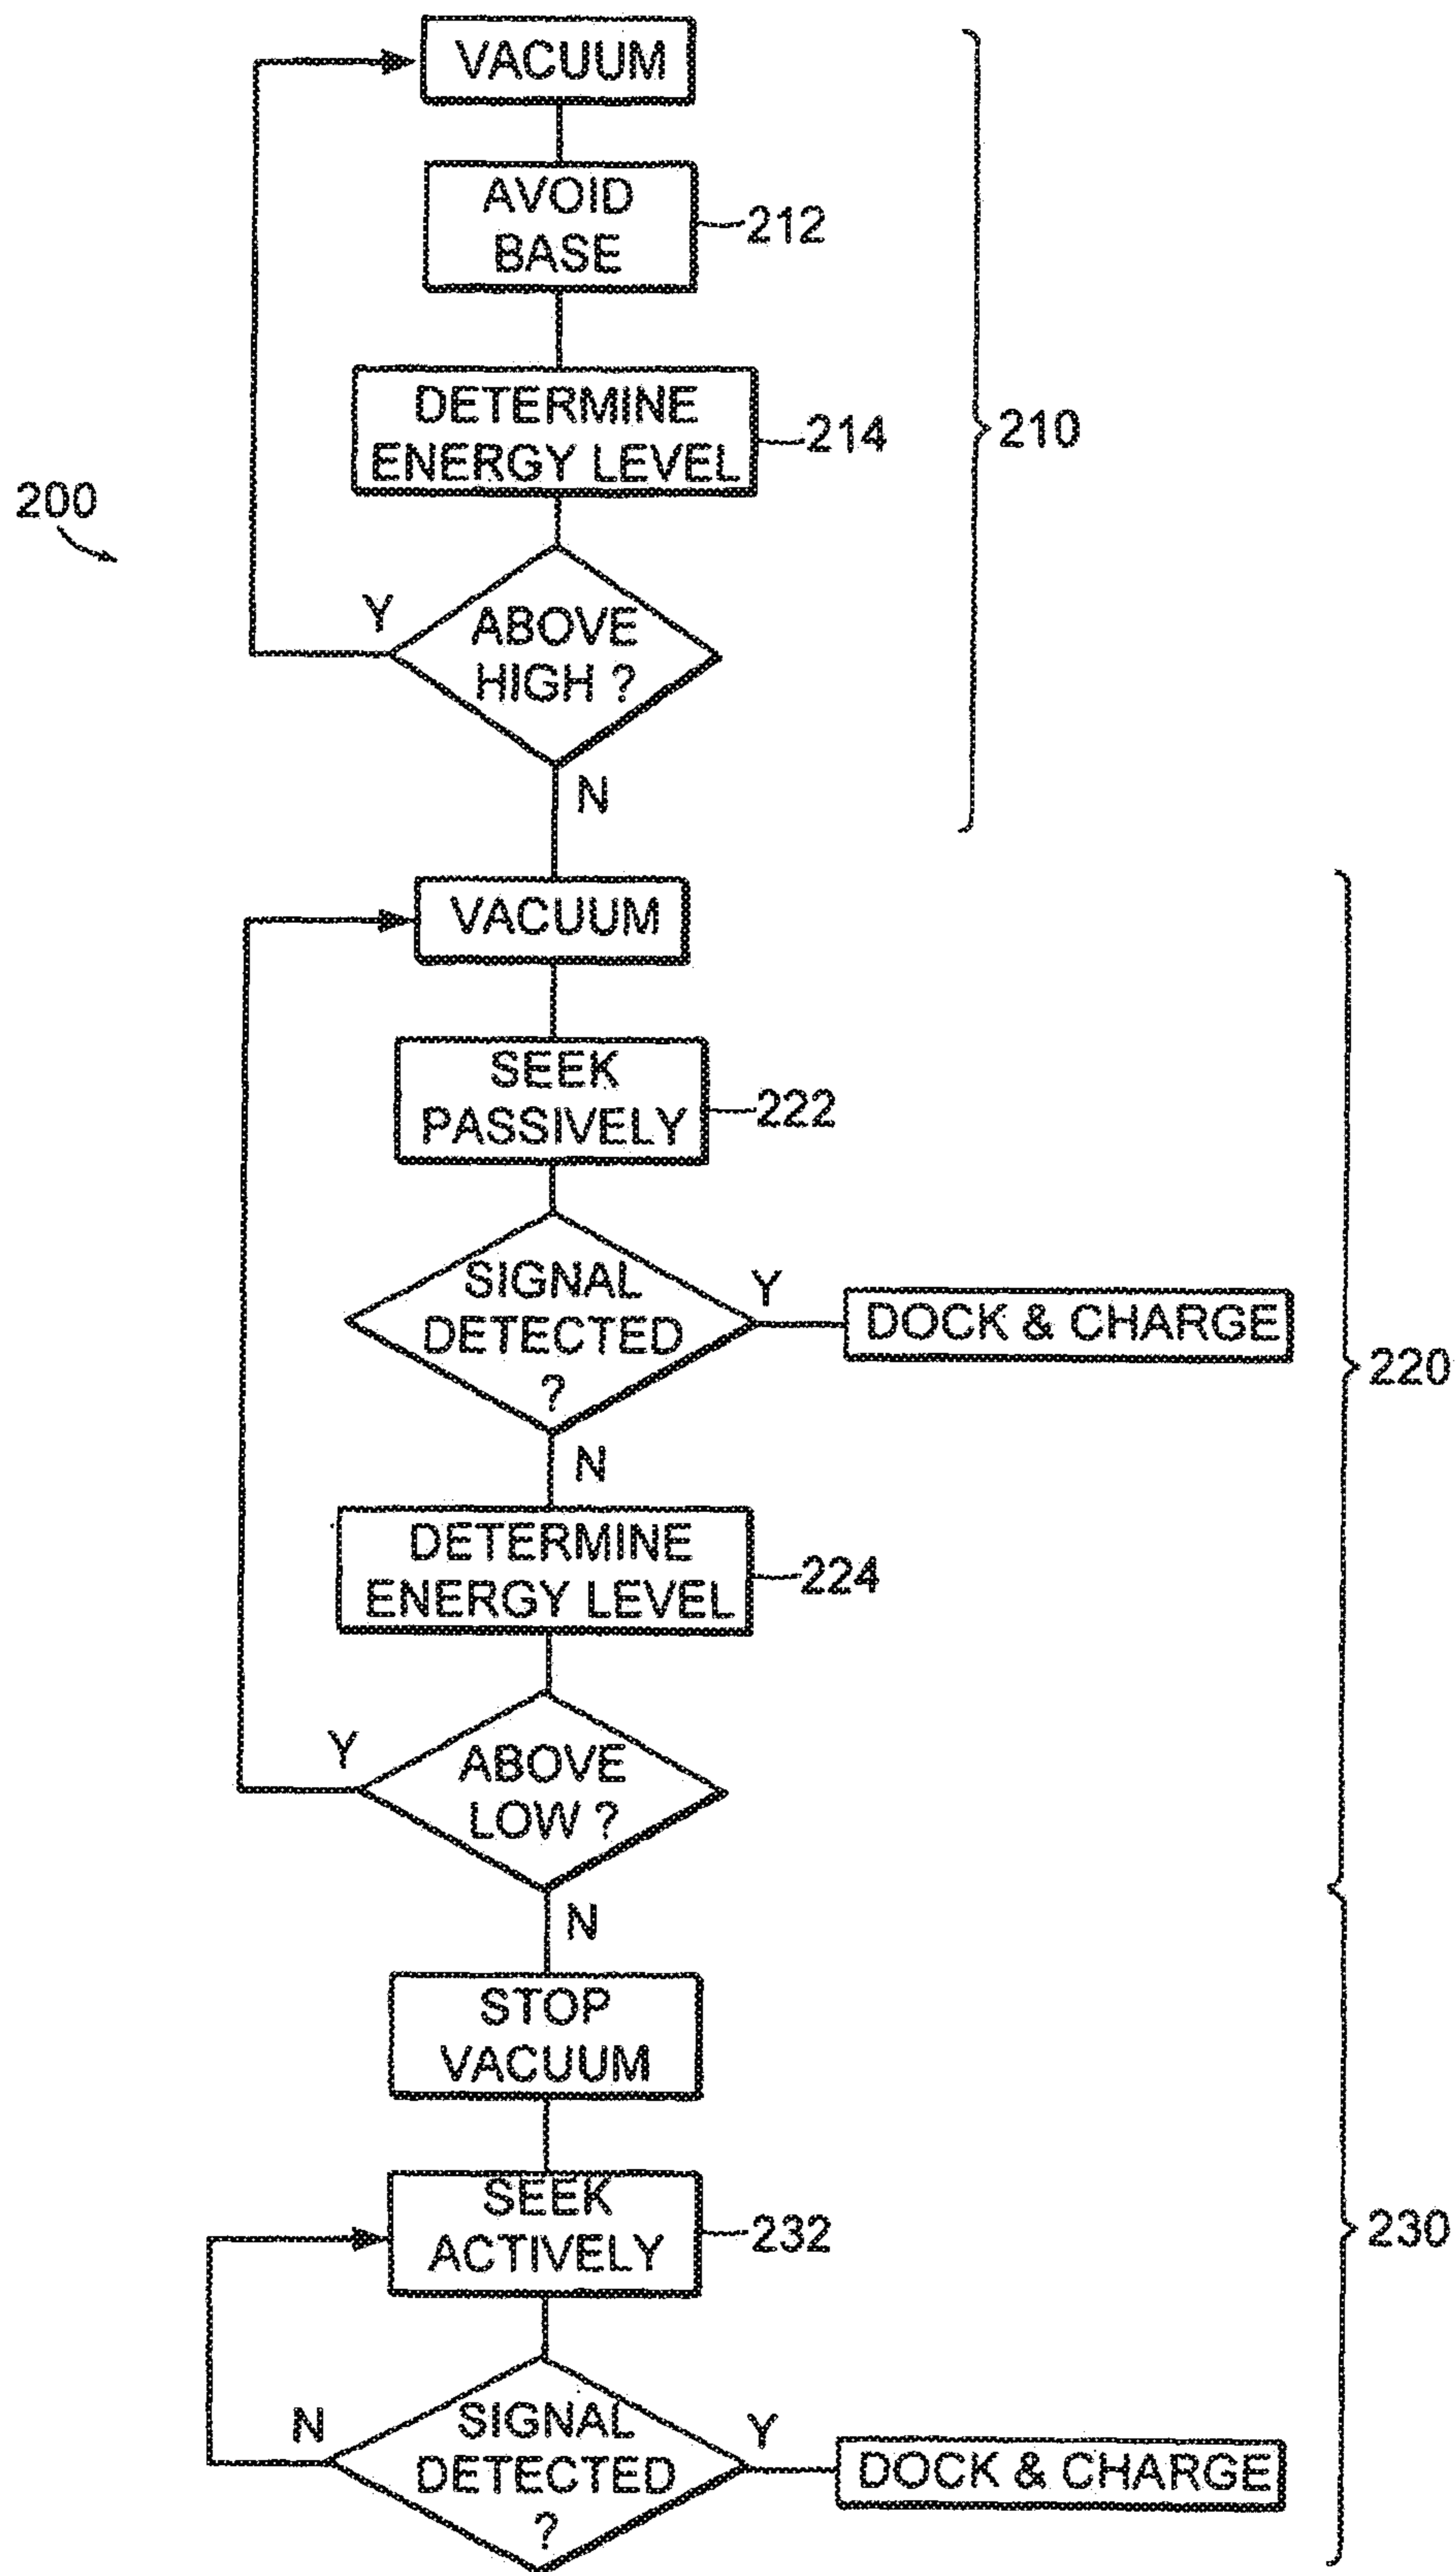 VACUUM
AVOID
BASE
212
DETERMINE
ENERGY LEVEL
214
210
200
Y
ABOVE
HIGH ?
N
VACUUM
SEEK
PASSIVELY
222
SIGNAL
DETECTED
?
Y
DOCK & CHARGE
220
N
DETERMINE
ENERGY LEVEL
224
Y
ABOVE
LOW ?
N
STOP
VACUUM
SEEK
ACTIVELY
232
230
N
SIGNAL
DETECTED
?
Y
DOCK & CHARGE